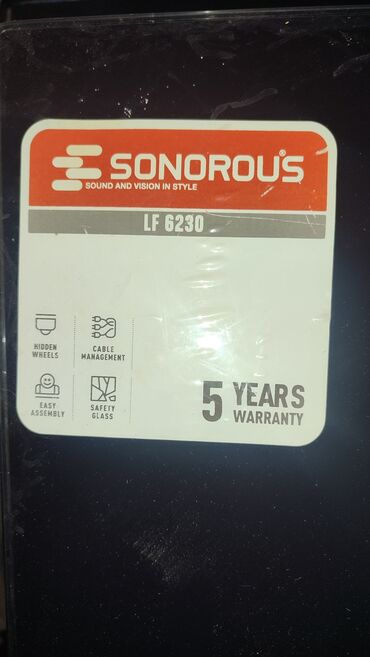 SONOROUS®
SOUND AND VISION IN STYLE
LF 6230
HIDDEN
WHEELS
CABLE
MANAGEMENT
EASY
ASSEMBLY
SAFETY
GLASS
5 YEARS
WARRANTY